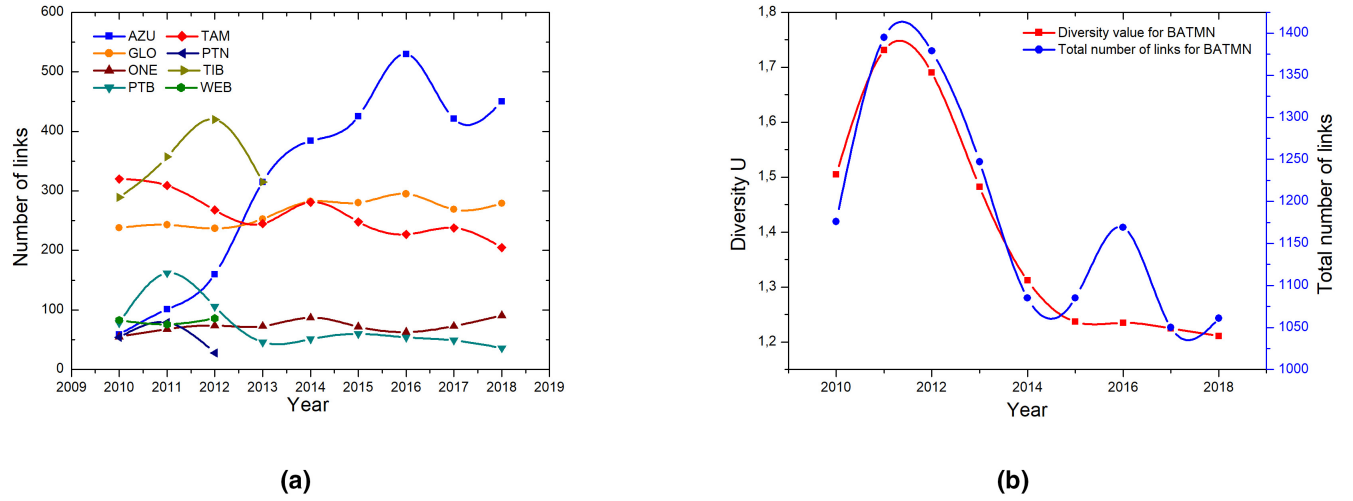 600
500
400
300
200
100
0
Number of links
AZU
TAM
GLO
PTN
ONE
TIB
PTB
WEB
2009 2010 2011 2012 2013 2014 2015 2016 2017 2018 2019
Year
(a)
1,8
1,7
1,6
1,5
1,4
1,3
1,2
Diversity U
Diversity value for BATMN
Total number of links for BATMN
1400
1350
1300
1250
1200
1150
1100
1050
1000
Total number of links
2010 2012 2014 2016 2018
Year
(b)